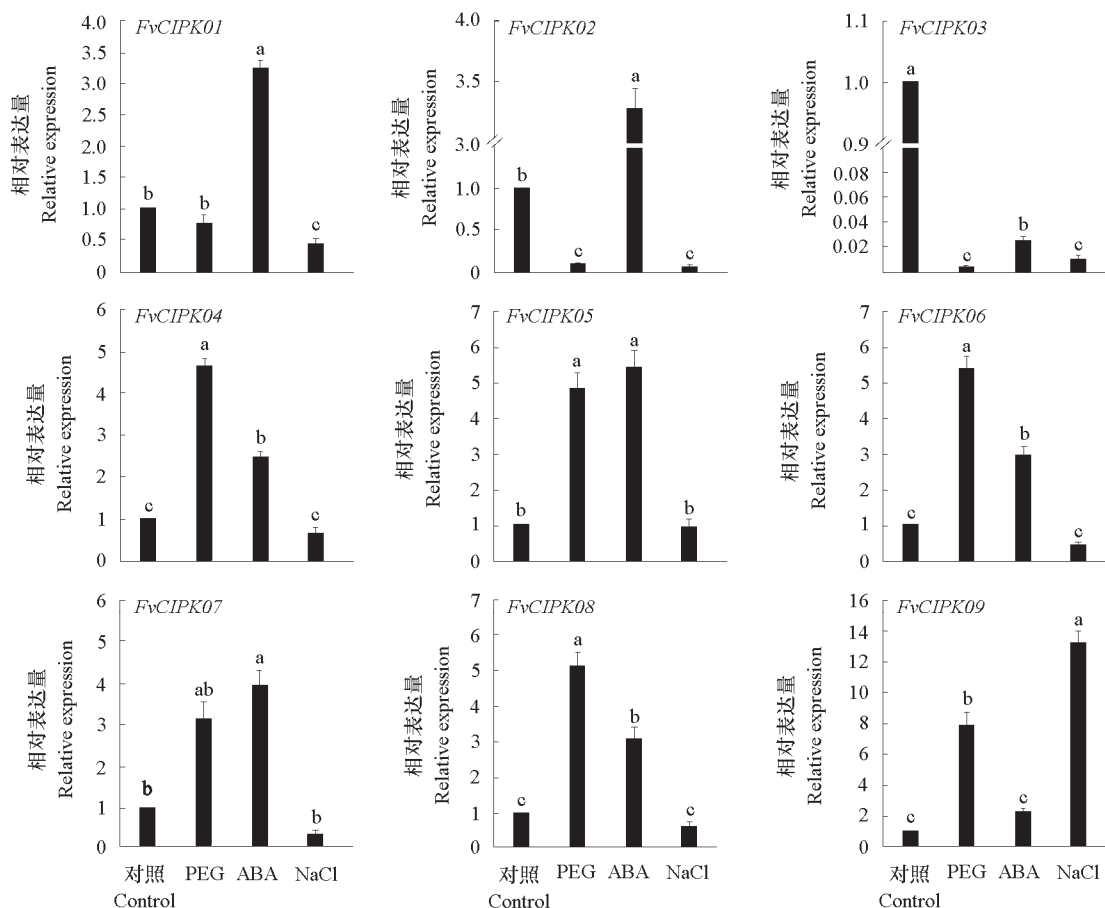 FvCIPK01
相对表达量
Relative expression
4.0
3.5
3.0
2.5
2.0
1.5
1.0
0.5
0
b
b
a
c
FvCIPK02
相对表达量
Relative expression
4.0
3.5
3.0
1.0
0.5
0
b
c
a
c
FvCIPK03
相对表达量
Relative expression
1.1
1.0
0.9
0.08
0.06
0.04
0.02
a
c
b
c
FvCIPK04
相对表达量
Relative expression
6
5
4
3
2
1
0
c
a
b
c
FvCIPK05
相对表达量
Relative expression
7
6
5
4
3
2
1
0
b
a
a
b
FvCIPK06
相对表达量
Relative expression
7
6
5
4
3
2
1
0
c
a
b
c
FvCIPK07
相对表达量
Relative expression
6
5
4
3
2
1
0
b
ab
a
b
对照 PEG ABA NaCl
Control
FvCIPK08
相对表达量
Relative expression
7
6
5
4
3
2
1
0
c
a
b
c
对照 PEG ABA NaCl
Control
FvCIPK09
相对表达量
Relative expression
16
14
12
10
8
6
4
2
0
c
b
c
a
对照 PEG ABA NaCl
Control